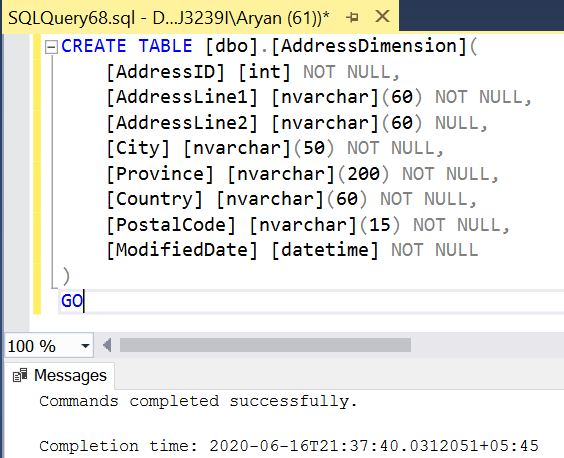 SQLQuery68.sql - D...J3239I\Aryan (61))*
CREATE TABLE [dbo].[AddressDimension](
[AddressID] [int] NOT NULL,
[AddressLine1] [nvarchar](60) NOT NULL,
[AddressLine2] [nvarchar](60) NULL,
[City] [nvarchar](50) NOT NULL,
[Province] [nvarchar](200) NOT NULL,
[Country] [nvarchar](60) NOT NULL,
[PostalCode] [nvarchar](15) NOT NULL,
[ModifiedDate] [datetime] NOT NULL
)
GO
100 %
Messages
Commands completed successfully.
Completion time: 2020-06-16T21:37:40.0312051+05:45